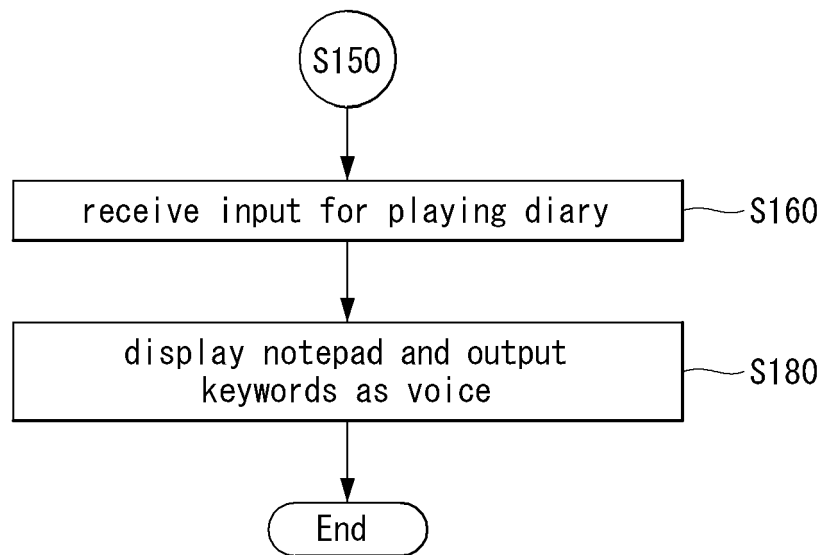 S150
receive input for playing diary
S160
display notepad and output
keywords as voice
S180
End